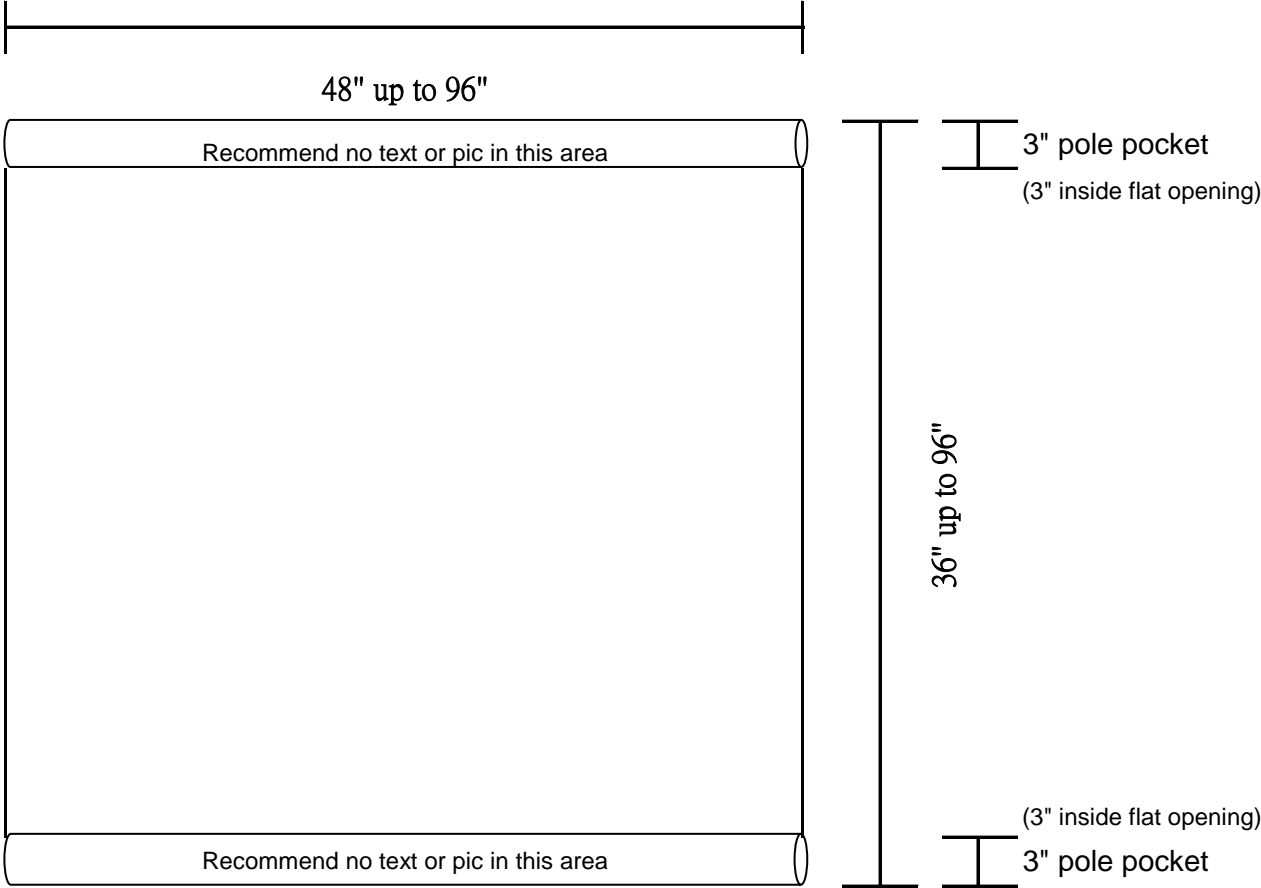 48" up to 96"
Recommend no text or pic in this area
3" pole pocket
(3" inside flat opening)
36" up to 96"
(3" inside flat opening)
3" pole pocket
Recommend no text or pic in this area